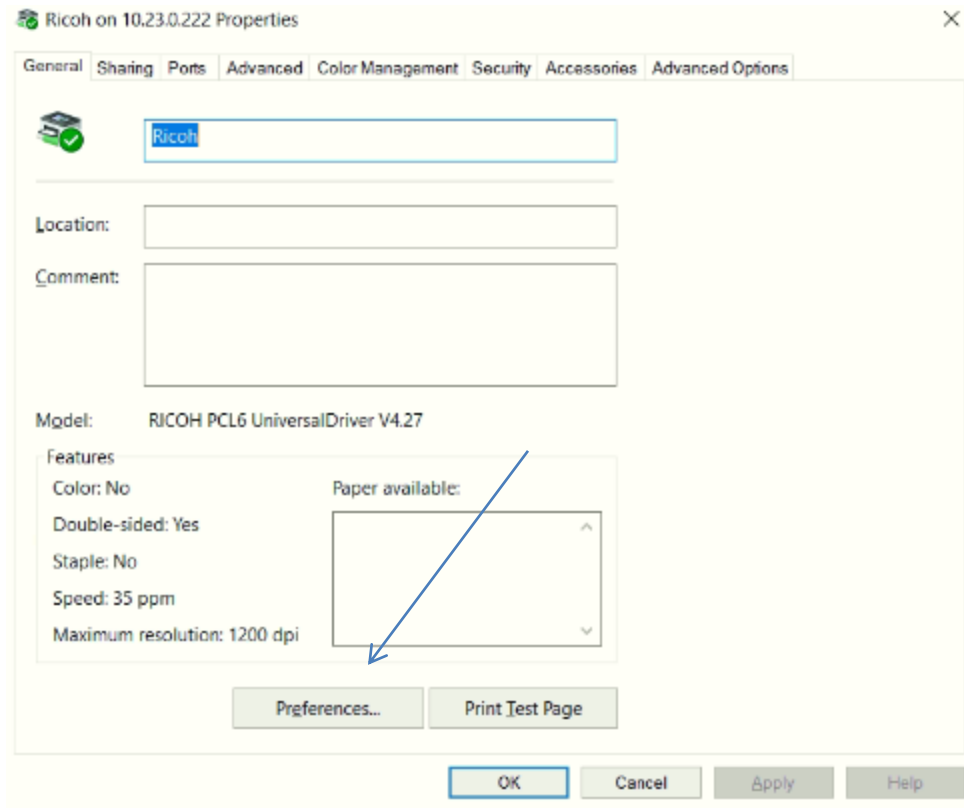 Ricoh on 10.23.0.222 Properties
General Sharing Ports Advanced Color Management Security Accessories Advanced Options
Ricoh
Location:
Comment:
Model: RICOH PCL6 UniversalDriver V4.27
Features
Color: No Paper available:
Double-sided: Yes
Staple: No
Speed: 35 ppm
Maximum resolution: 1200 dpi
Preferences... Print Test Page
OK Cancel Apply Help